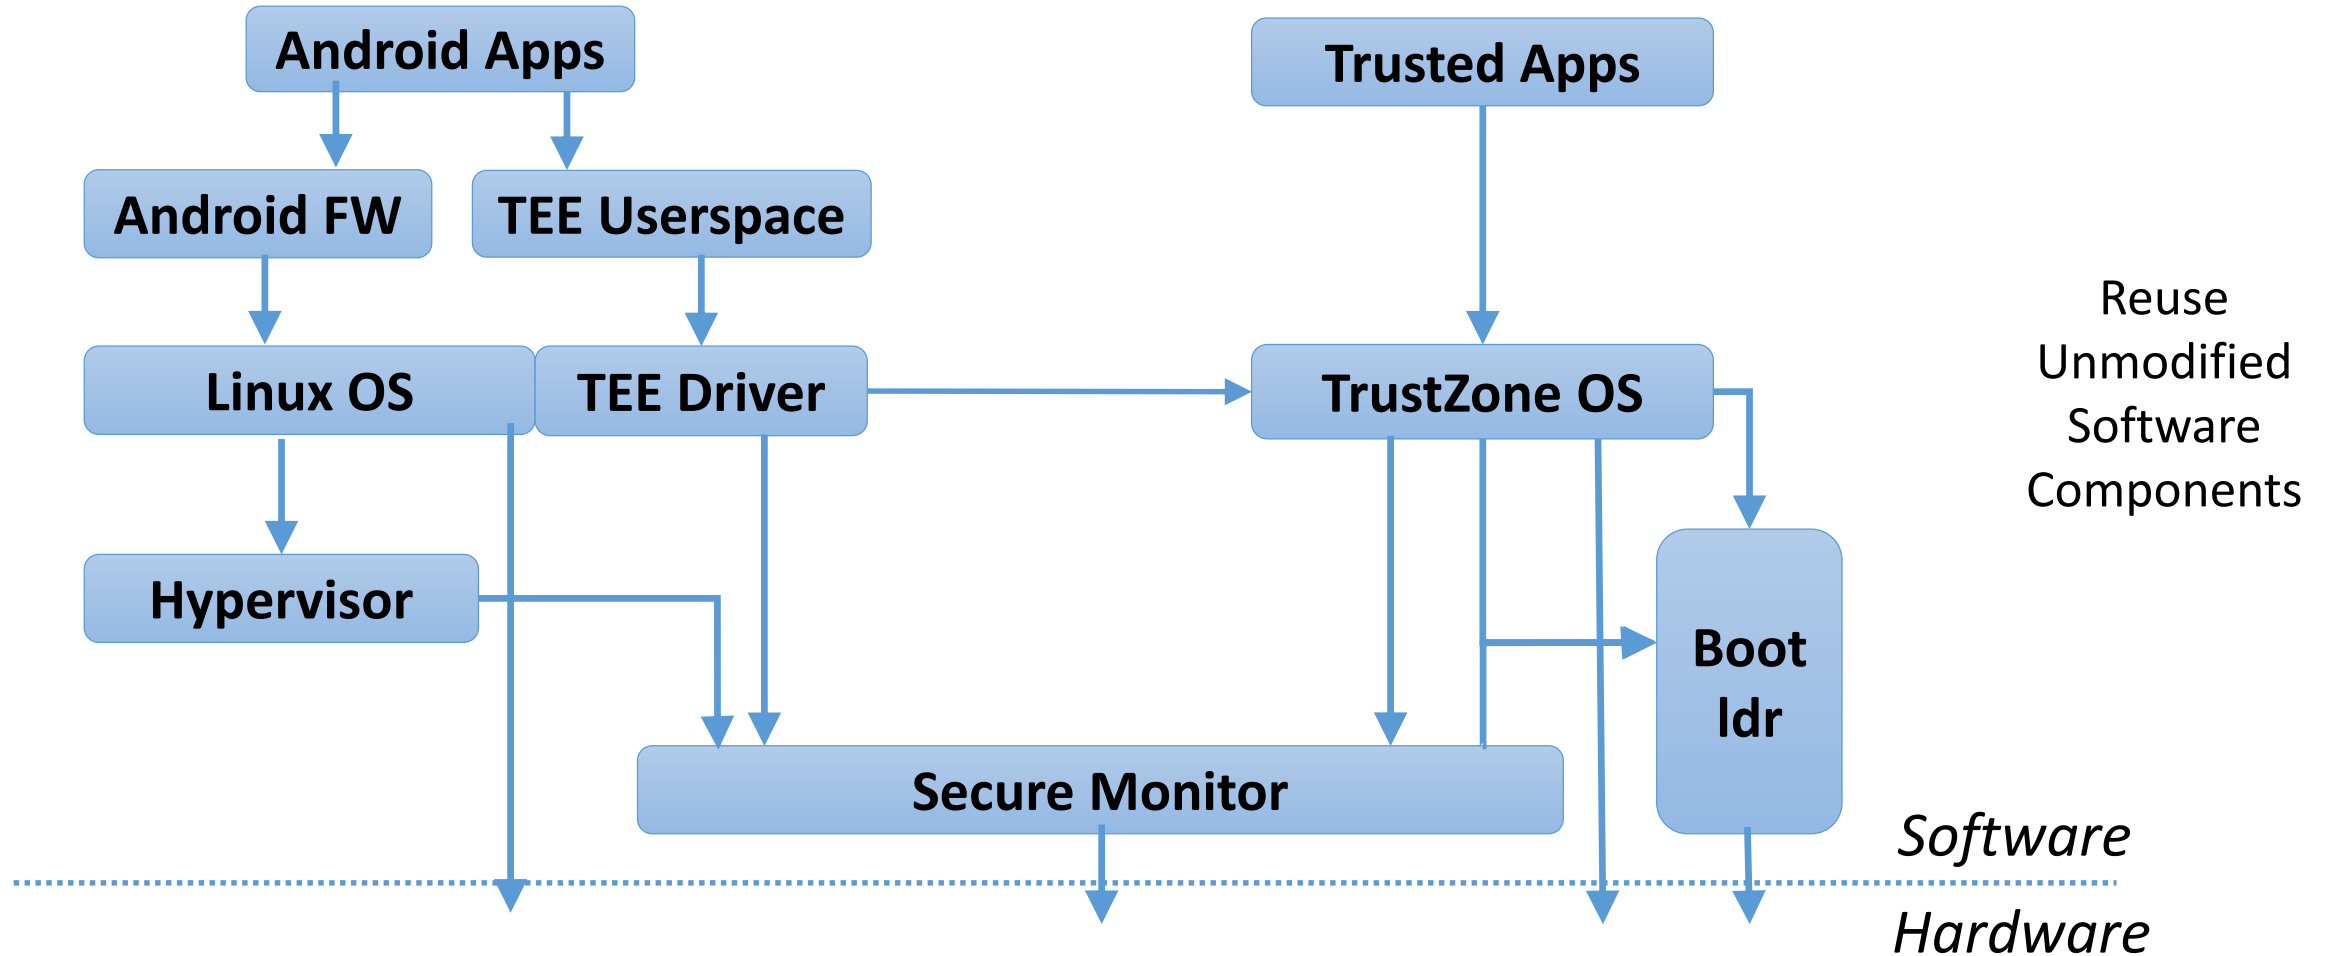 Android Apps
Trusted Apps
Android FW
TEE Userspace
Linux OS
TEE Driver
TrustZone OS
Reuse
Unmodified
Software
Components
Hypervisor
Boot
ldr
Secure Monitor
Software
Hardware